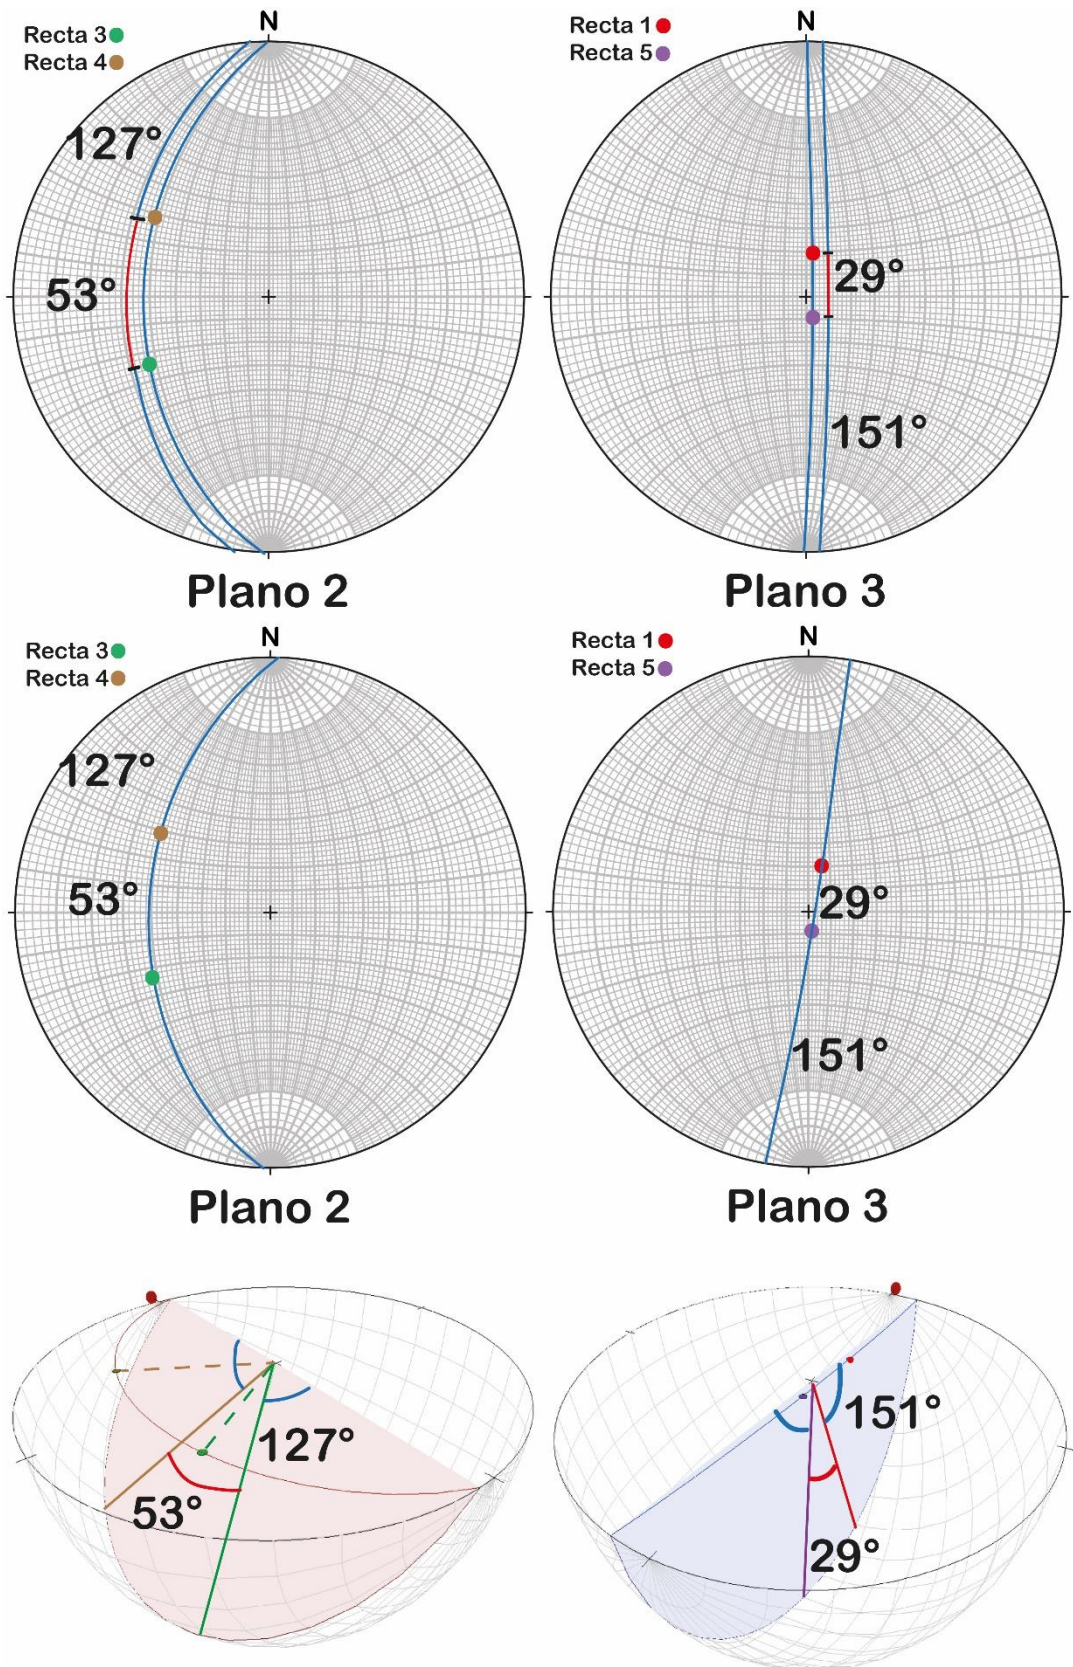 N
Recta 3
Recta 4
127°
53°
Plano 2
N
Recta 1
Recta 5
29°
151°
Plano 3
N
Recta 3
Recta 4
127°
53°
Plano 2
N
Recta 1
Recta 5
29°
151°
Plano 3
127°
53°
151°
29°